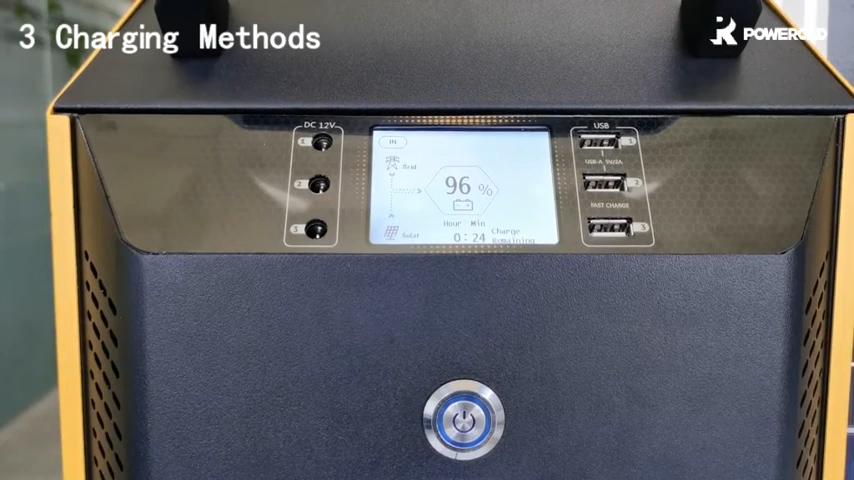 3 Charging Methods
DC 12V
1
2
3
IN
Grid
96 %
Solar
Hour Min
0:24
Charge
Remaining
USB
1
USB-A 5V/2A
2
FAST CHARGE
3